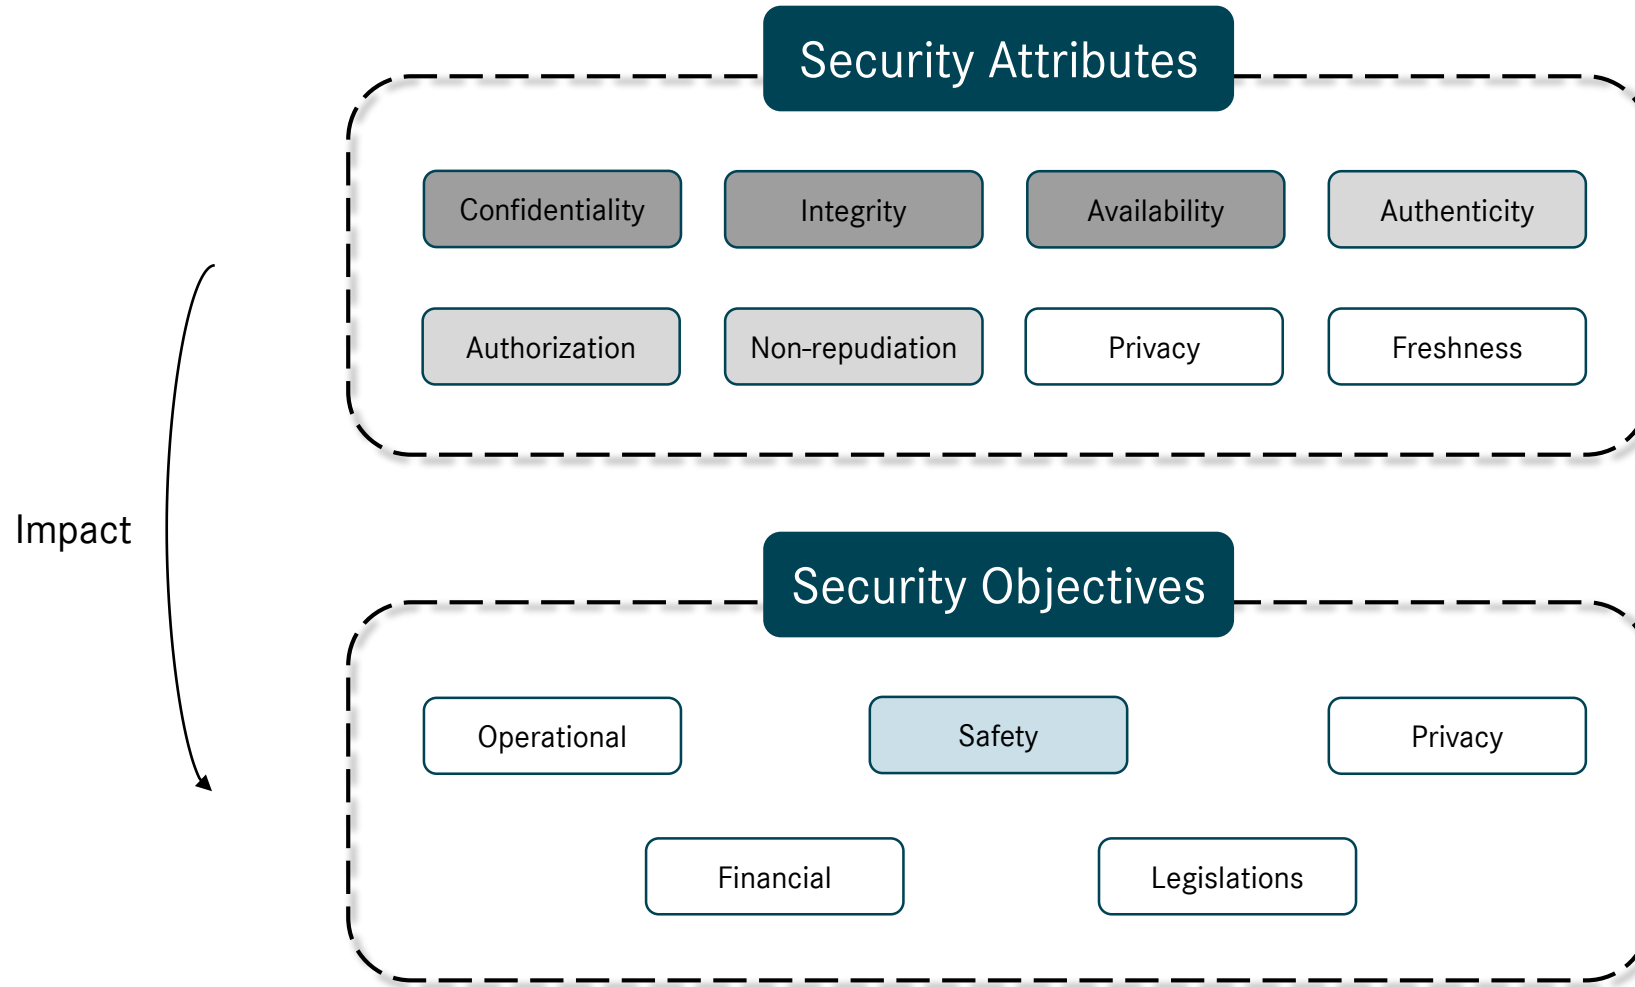 Security Attributes
Confidentiality
Integrity
Availability
Authenticity
Authorization
Non-repudiation
Privacy
Freshness
Impact
Security Objectives
Operational
Safety
Privacy
Financial
Legislations